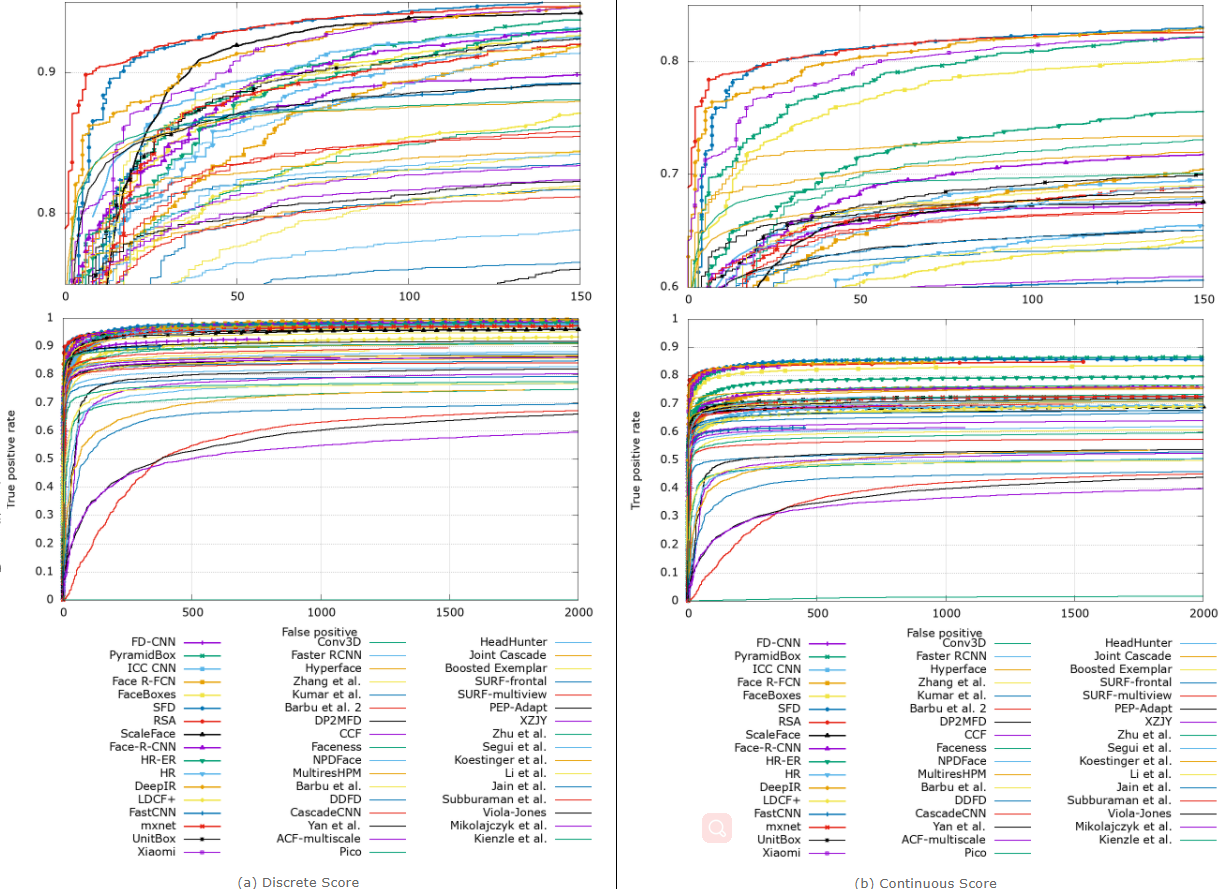 0.9
0.8
0
50
100
150
0.8
0.7
0.6
0
50
100
150
1
0.9
0.8
0.7
0.6
0.5
0.4
0.3
0.2
0.1
0
True positive rate
0
500
1000
1500
2000
False positive
1
0.9
0.8
0.7
0.6
0.5
0.4
0.3
0.2
0.1
0
True positive rate
0
500
1000
1500
2000
False positive
FD-CNN
PyramidBox
ICC CNN
Face R-FCN
FaceBoxes
SFD
RSA
ScaleFace
Face-R-CNN
HR-ER
HR
DeepIR
LDCF+
FastCNN
mxnet
UnitBox
Xiaomi
Conv3D
Faster RCNN
Hyperface
Zhang et al.
Kumar et al.
Barbu et al. 2
DP2MFD
CCF
Faceness
NPDFace
MultiresHPM
Barbu et al.
DDFD
CascadeCNN
Yan et al.
ACF-multiscale
Pico
HeadHunter
Joint Cascade
Boosted Exemplar
SURF-frontal
SURF-multiview
PEP-Adapt
XZJY
Zhu et al.
Segui et al.
Koestinger et al.
Li et al.
Jain et al.
Subburaman et al.
Viola-Jones
Mikolajczyk et al.
Kienzle et al.
(a) Discrete Score
FD-CNN
PyramidBox
ICC CNN
Face R-FCN
FaceBoxes
SFD
RSA
ScaleFace
Face-R-CNN
HR-ER
HR
DeepIR
LDCF+
FastCNN
mxnet
UnitBox
Xiaomi
Conv3D
Faster RCNN
Hyperface
Zhang et al.
Kumar et al.
Barbu et al. 2
DP2MFD
CCF
Faceness
NPDFace
MultiresHPM
Barbu et al.
DDFD
CascadeCNN
Yan et al.
ACF-multiscale
Pico
HeadHunter
Joint Cascade
Boosted Exemplar
SURF-frontal
SURF-multiview
PEP-Adapt
XZJY
Zhu et al.
Segui et al.
Koestinger et al.
Li et al.
Jain et al.
Subburaman et al.
Viola-Jones
Mikolajczyk et al.
Kienzle et al.
(b) Continuous Score